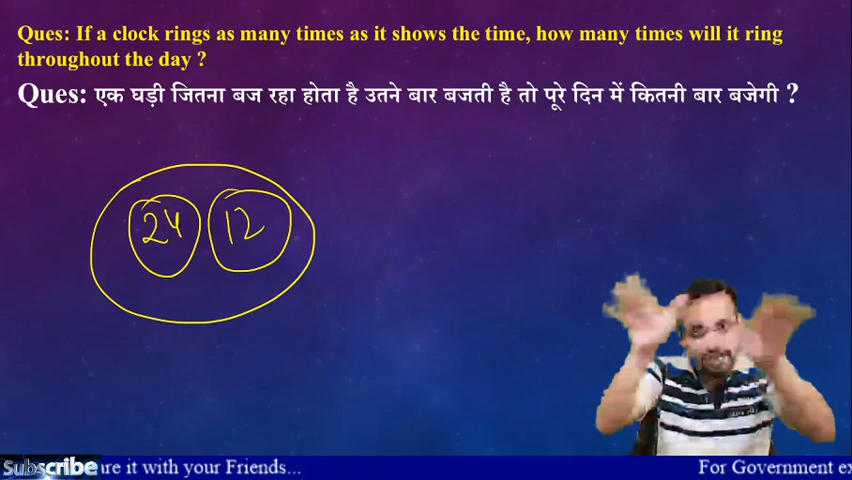 Ques: If a clock rings as many times as it shows the time, how many times will it ring
throughout the day ?
Ques: एक घड़ी जितना बज रहा होता है उतने बार बजती है तो पूरे दिन में कितनी बार बजेगी ?
24 12
Subscribe are it with your Friends... For Government ex